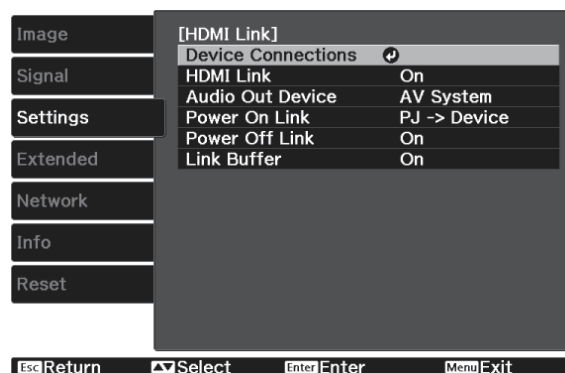 Image
Signal
Settings
Extended
Network
Info
Reset
[HDMI Link]
Device Connections
HDMI Link On
Audio Out Device AV System
Power On Link PJ -> Device
Power Off Link On
Link Buffer On
Esc Return Select Enter Enter Menu Exit